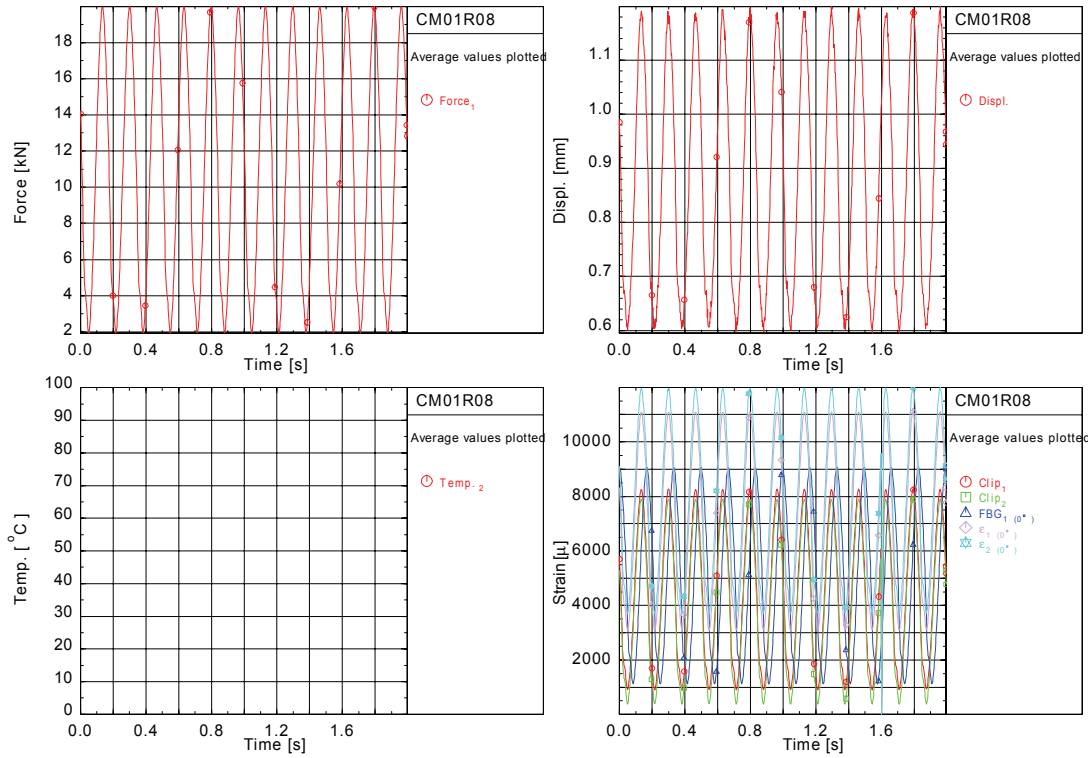 CM01R08
Average values plotted
Force1
20
18
16
14
12
10
8
6
4
2
Force [kN]
0.0 0.4 0.8 1.2 1.6
Time [s]
CM01R08
Average values plotted
Displ.
1.1
1.0
0.9
0.8
0.7
0.6
Displ. [mm]
0.0 0.4 0.8 1.2 1.6
Time [s]
CM01R08
Average values plotted
Temp.2
100
90
80
70
60
50
40
30
20
10
0
Temp. [°C]
0.0 0.4 0.8 1.2 1.6
Time [s]
CM01R08
Average values plotted
Clip1
Clip2
FBG1 (0°)
ε1 (0°)
ε2 (0°)
10000
8000
6000
4000
2000
Strain[µ]
0.0 0.4 0.8 1.2 1.6
Time [s]